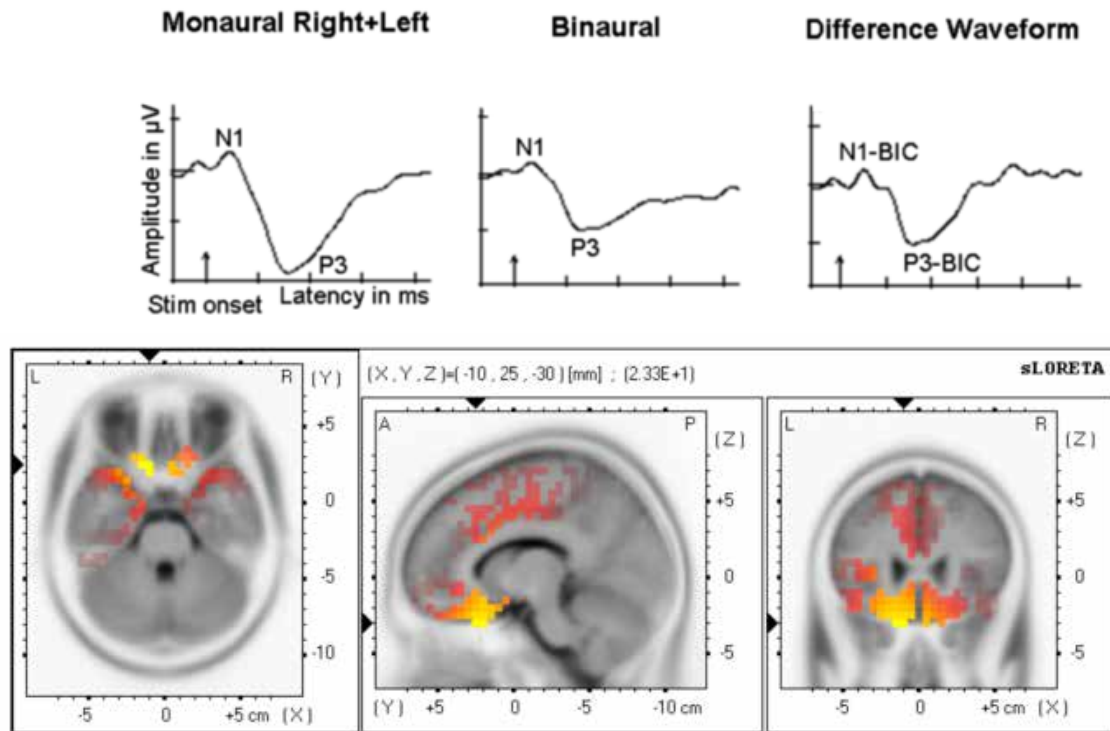 Monaural Right+Left
Binaural
Difference Waveform
Amplitude in µV
N1
P3
Stim onset
Latency in ms
N1
P3
N1-BIC
P3-BIC
(X,Y,Z)=(-10,25,-30)[mm] ; (2.33E+1)
sLORETA
L R (Y)
+5
0
-5
-10
-5 0 +5 cm (X)
A P (Z)
+5
0
-5
(Y) +5 0 -5 -10 cm
L R (Z)
+5
0
-5
-5 0 +5 cm (X)